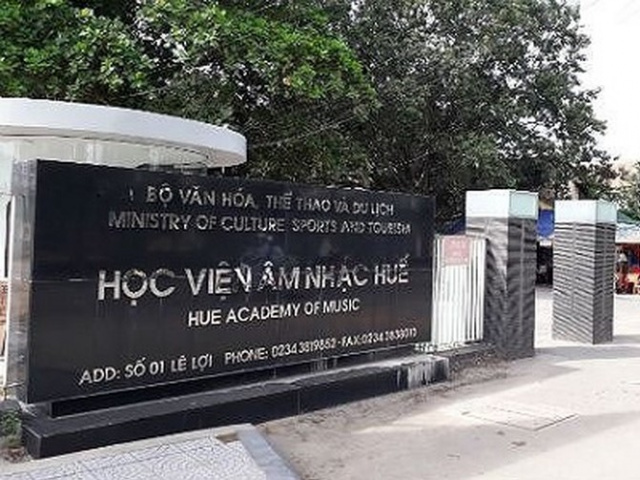 BỘ VĂN HÓA, THỂ THAO VÀ DU LỊCH
MINISTRY OF CULTURE SPORTS AND TOURISM
HỌC VIỆN ÂM NHẠC HUẾ
HUE ACADEMY OF MUSIC
ADD: SỐ 01 LÊ LỢI PHONE: 0234.3819852 - FAX: 0234.3838010